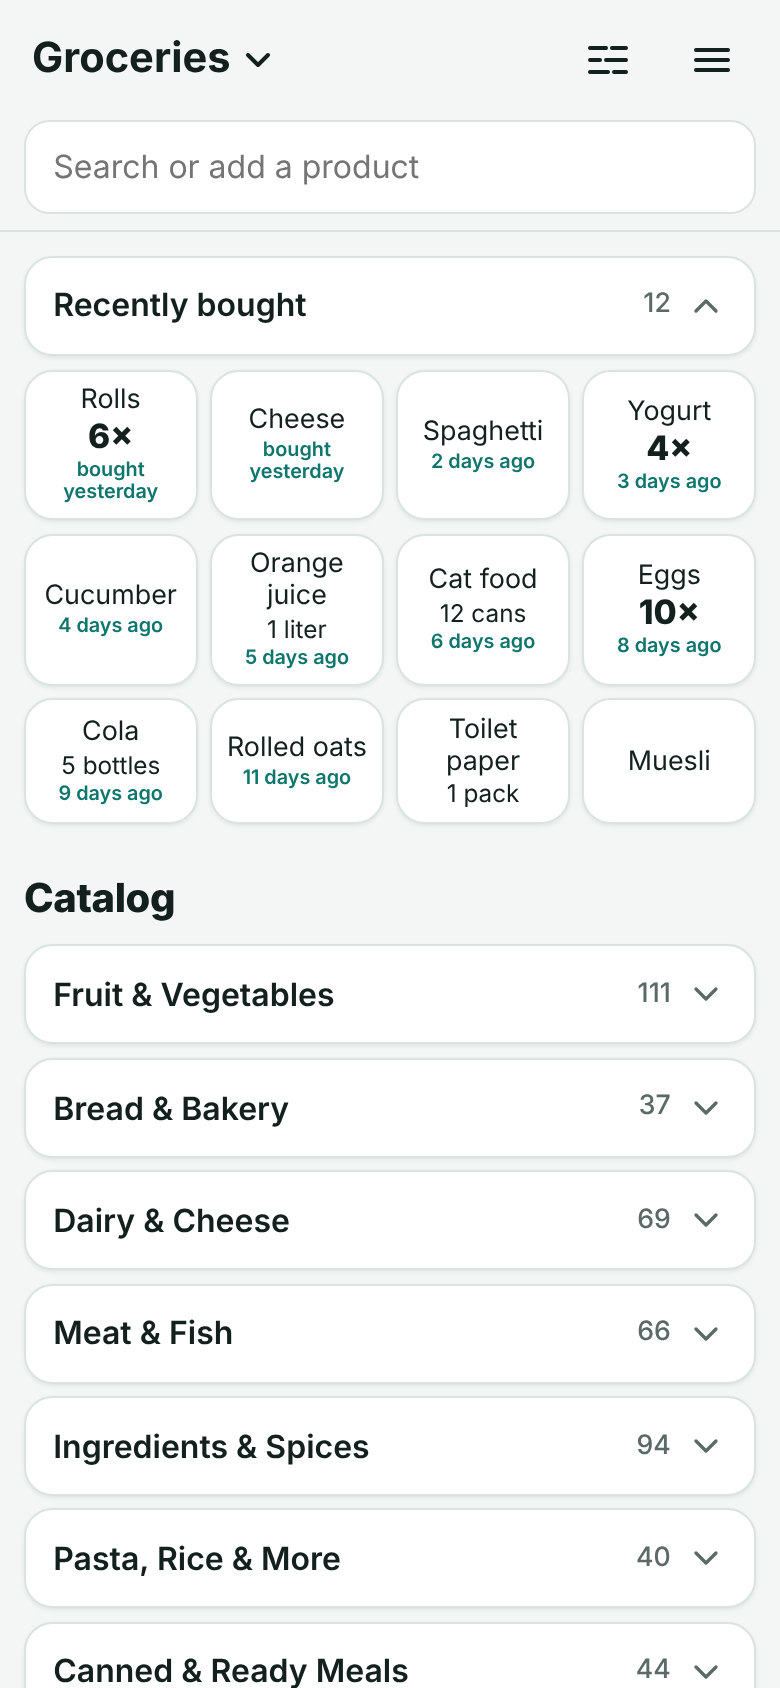 Groceries
Search or add a product
Recently bought 12
Rolls
6×
bought
yesterday
Cheese
bought
yesterday
Spaghetti
2 days ago
Yogurt
4×
3 days ago
Cucumber
4 days ago
Orange
juice
1 liter
5 days ago
Cat food
12 cans
6 days ago
Eggs
10×
8 days ago
Cola
5 bottles
9 days ago
Rolled oats
11 days ago
Toilet
paper
1 pack
Muesli
Catalog
Fruit & Vegetables 111
Bread & Bakery 37
Dairy & Cheese 69
Meat & Fish 66
Ingredients & Spices 94
Pasta, Rice & More 40
Canned & Ready Meals 44